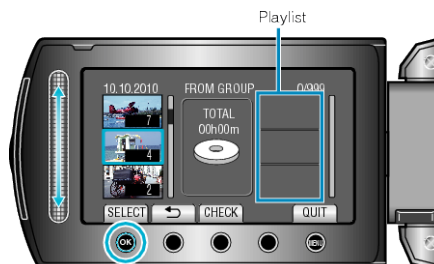 Playlist
10.10.2010 FROM GROUP 0/999
7
TOTAL
00h00m
4
2
SELECT CHECK QUIT
OK MENU